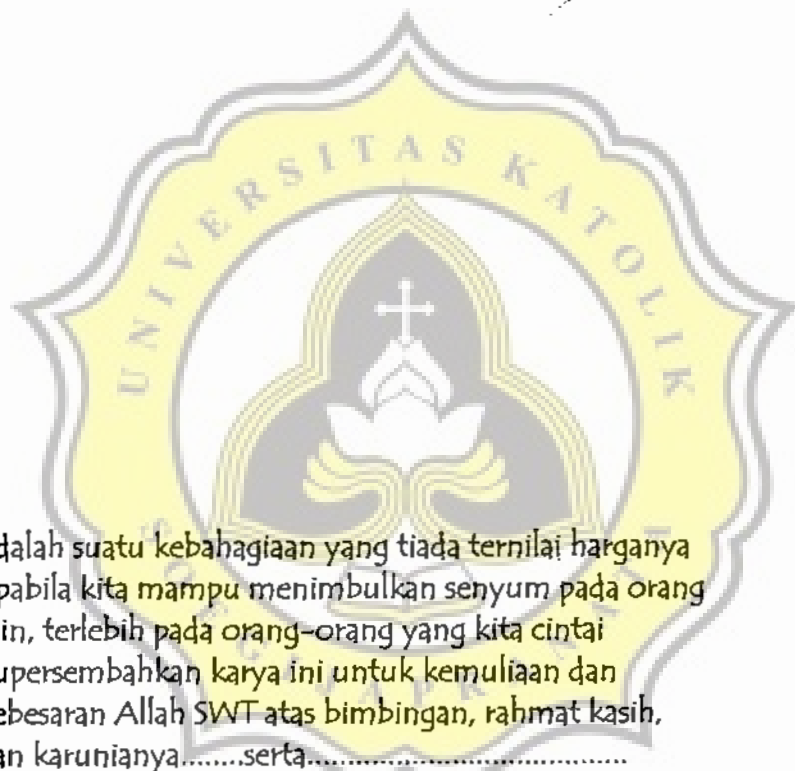 UNIVERSITAS KATOLIK
SOEGIJAPRANATA
dalah suatu kebahagiaan yang tiada ternilai harganya
pabila kita mampu menimbulkan senyum pada orang
in, terlebih pada orang-orang yang kita cintai
upersembahkan karya ini untuk kemuliaan dan
ebesaran Allah SWT atas bimbingan, rahmat kasih,
an karunianya........serta.......................................